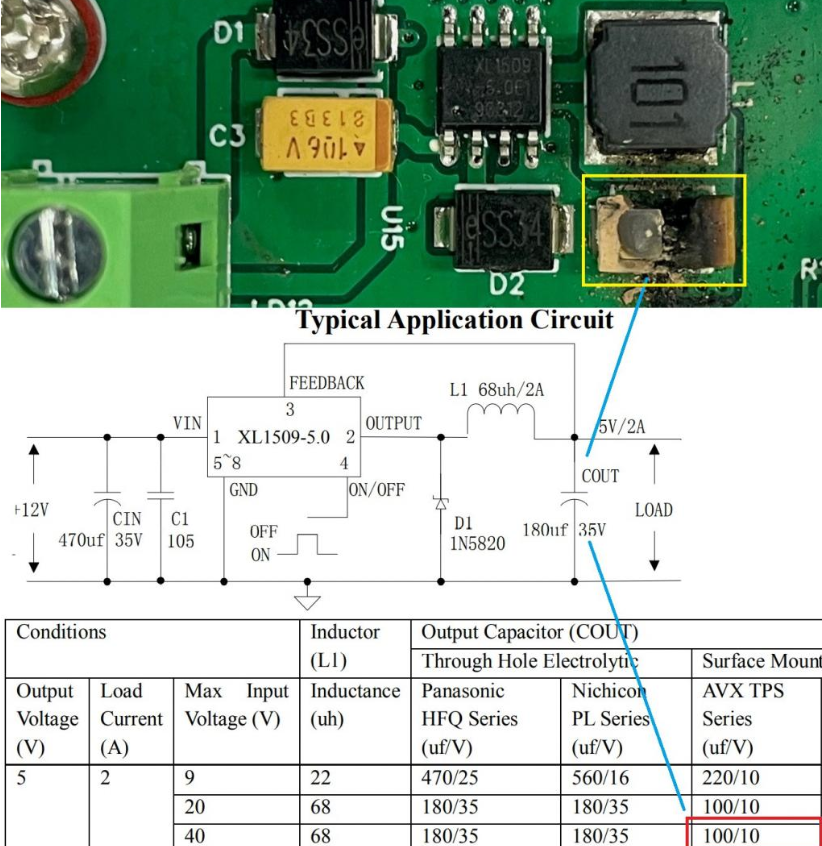 D1
eSS34
XL1509
-5.0E1
C3
106V
813B3
101
U15
eSS34
D2
Typical Application Circuit
FEEDBACK
L1 68uh/2A
3
VIN
OUTPUT
5V/2A
1 XL1509-5.0 2
5~8
4
COUT
GND
ON/OFF
+12V
CIN
C1
OFF
D1
180uf 35V
LOAD
470uf 35V
105
ON
1N5820
Conditions
Inductor
(L1)
Output Capacitor (COUT)
Through Hole Electrolytic
Surface Mount
Output
Voltage
(V)
Load
Current
(A)
Max Input
Voltage (V)
Inductance
(uh)
Panasonic
HFQ Series
(uf/V)
Nichicon
PL Series
(uf/V)
AVX TPS
Series
(uf/V)
5 2 9 22 470/25 560/16 220/10
20 68 180/35 180/35 100/10
40 68 180/35 180/35 100/10